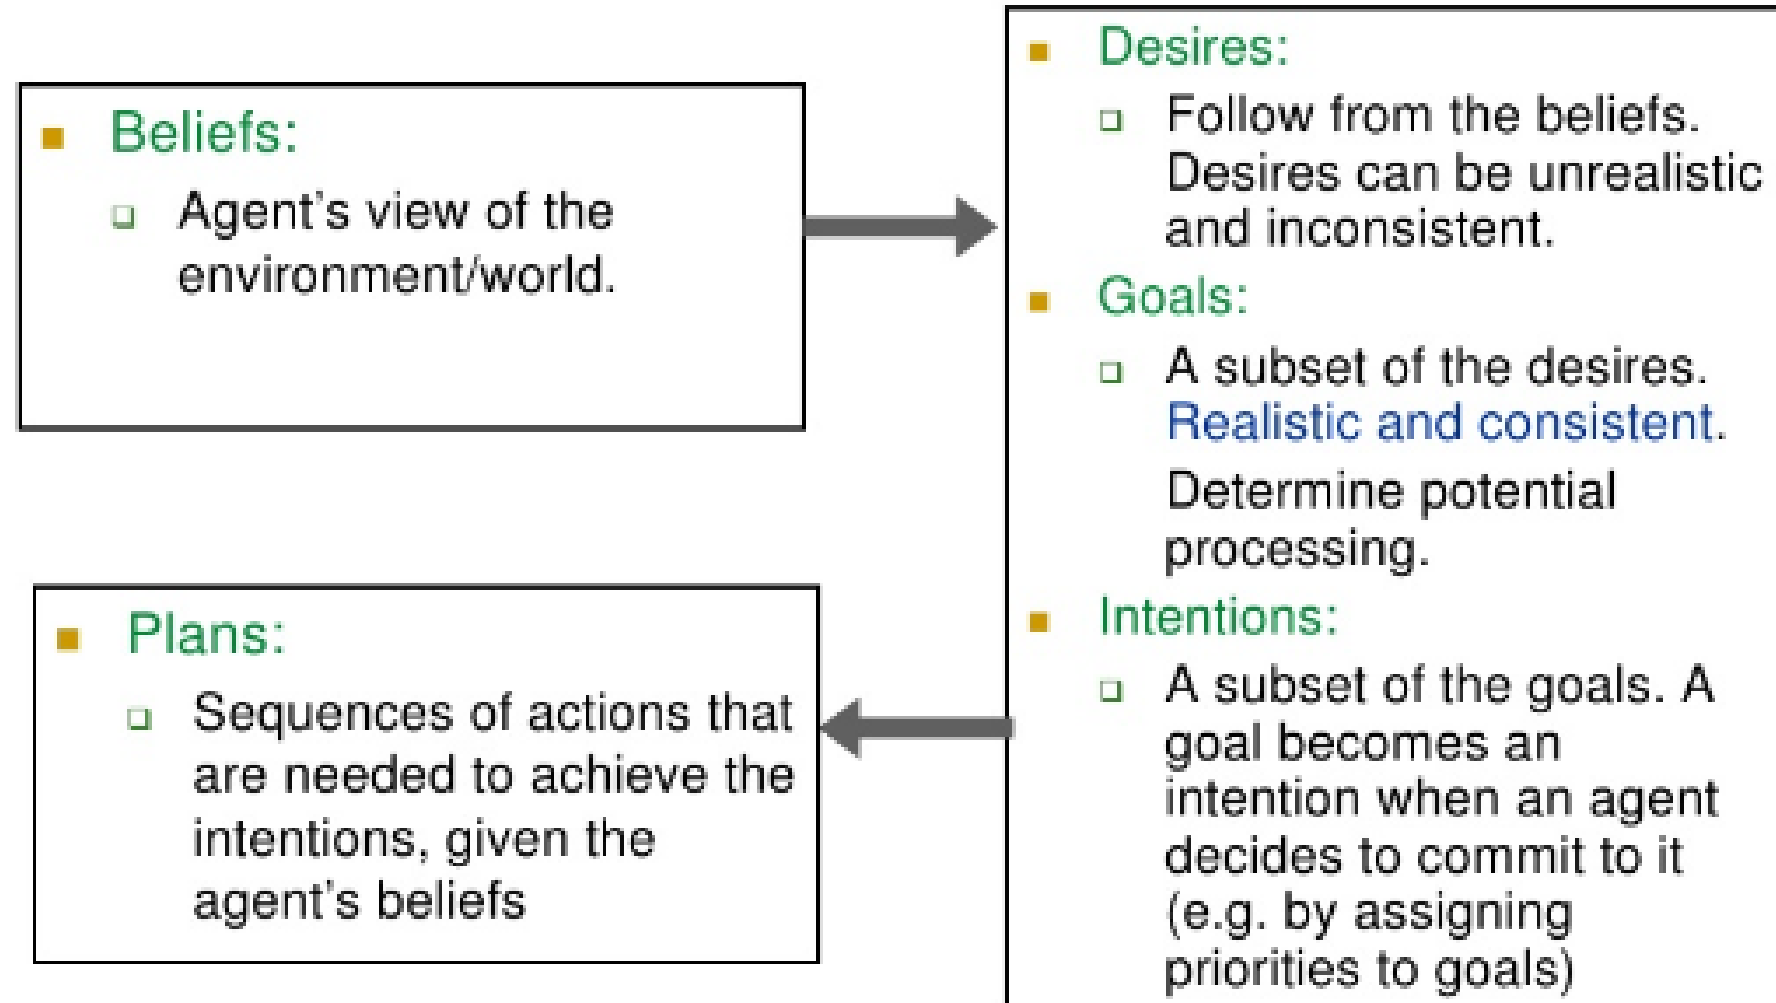 Beliefs:
Agent's view of the
environment/world.
Desires:
Follow from the beliefs.
Desires can be unrealistic
and inconsistent.
Goals:
A subset of the desires.
Realistic and consistent.
Determine potential
processing.
Intentions:
A subset of the goals. A
goal becomes an
intention when an agent
decides to commit to it
(e.g. by assigning
priorities to goals)
Plans:
Sequences of actions that
are needed to achieve the
intentions, given the
agent's beliefs